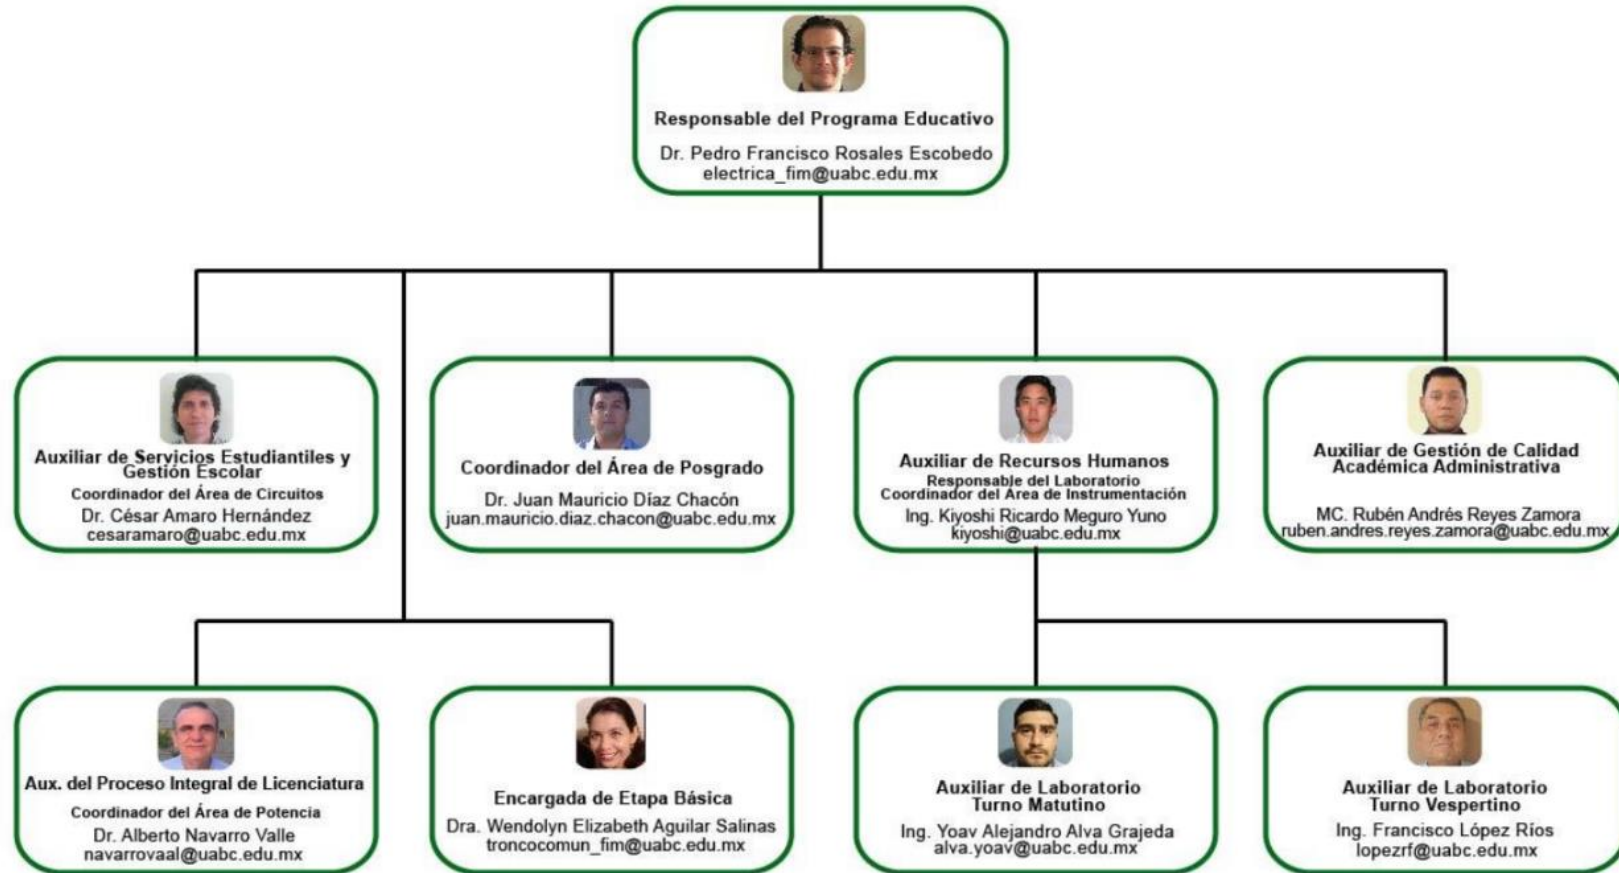 Responsable del Programa Educativo
Dr. Pedro Francisco Rosales Escobedo
electrica_fim@uabc.edu.mx
Auxiliar de Servicios Estudiantiles y
Gestión Escolar
Coordinador del Área de Circuitos
Dr. César Amaro Hernández
cesaramaro@uabc.edu.mx
Coordinador del Área de Posgrado
Dr. Juan Mauricio Díaz Chacón
juan.mauricio.diaz.chacon@uabc.edu.mx
Auxiliar de Recursos Humanos
Responsable del Laboratorio
Coordinador del Área de Instrumentación
Ing. Kiyoshi Ricardo Meguro Yuno
kiyoshi@uabc.edu.mx
Auxiliar de Gestión de Calidad
Académica Administrativa
MC. Rubén Andrés Reyes Zamora
ruben.andres.reyes.zamora@uabc.edu.mx
Aux. del Proceso Integral de Licenciatura
Coordinador del Área de Potencia
Dr. Alberto Navarro Valle
navarrovaal@uabc.edu.mx
Encargada de Etapa Básica
Dra. Wendolyn Elizabeth Aguilar Salinas
troncocomun_fim@uabc.edu.mx
Auxiliar de Laboratorio
Turno Matutino
Ing. Yoav Alejandro Alva Grajeda
alva.yoav@uabc.edu.mx
Auxiliar de Laboratorio
Turno Vespertino
Ing. Francisco López Ríos
lopezrf@uabc.edu.mx